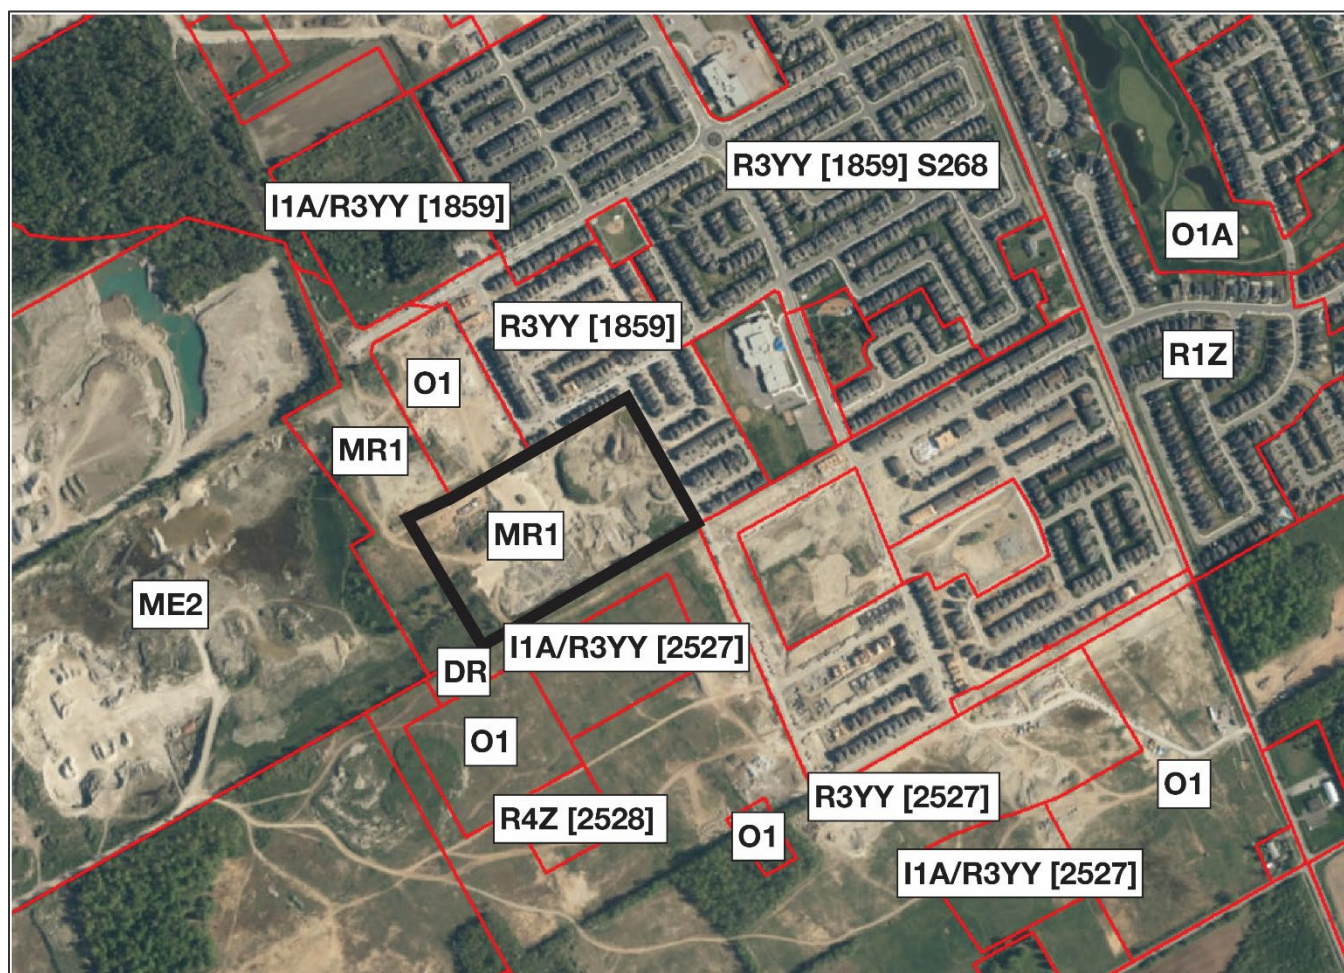 R3YY [1859] S268
I1A/R3YY [1859]
O1A
R3YY [1859]
R1Z
O1
MR1
MR1
ME2
I1A/R3YY [2527]
DR
O1
R3YY [2527]
O1
R4Z [2528]
O1
I1A/R3YY [2527]